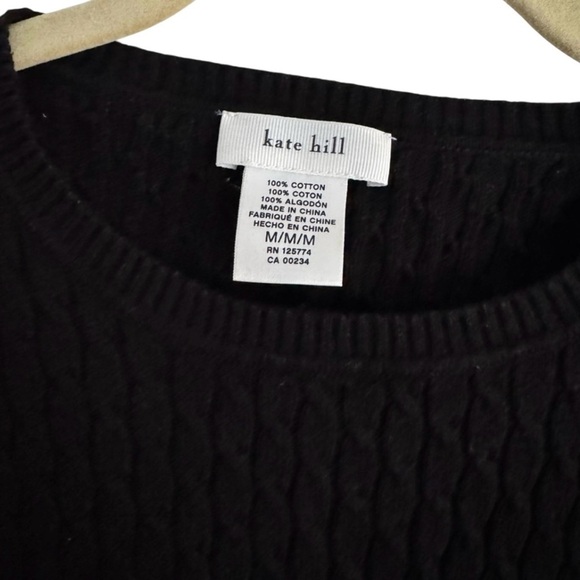 kate hill
100% COTTON
100% COTON
100% ALGODÓN
MADE IN CHINA
FABRIQUÉ EN CHINE
HECHO EN CHINA
M/M/M
RN 125774
CA 00234